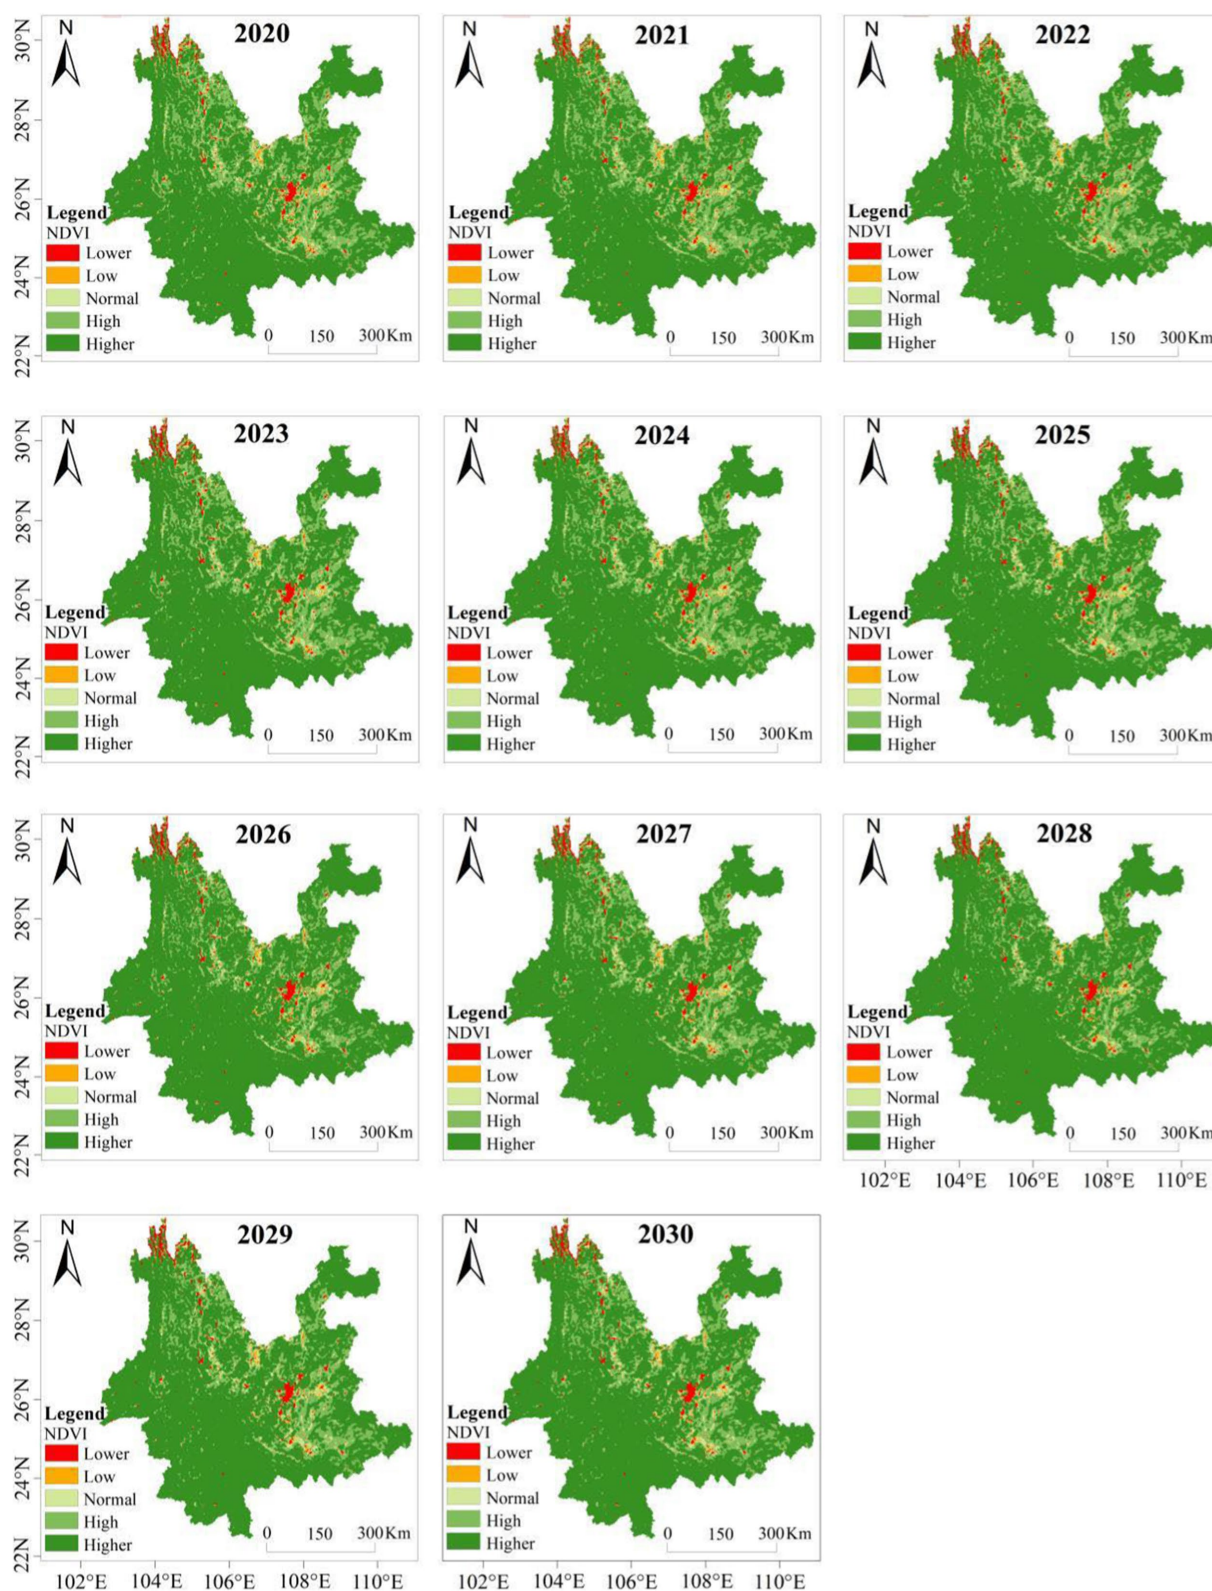 N 2020
30°N
28°N
26°N
24°N
22°N
Legend
NDVI
Lower
Low
Normal
High
Higher
0 150 300Km
N 2021
Legend
NDVI
Lower
Low
Normal
High
Higher
0 150 300Km
N 2022
Legend
NDVI
Lower
Low
Normal
High
Higher
0 150 300Km
N 2023
30°N
28°N
26°N
24°N
22°N
Legend
NDVI
Lower
Low
Normal
High
Higher
0 150 300Km
N 2024
Legend
NDVI
Lower
Low
Normal
High
Higher
0 150 300Km
N 2025
Legend
NDVI
Lower
Low
Normal
High
Higher
0 150 300Km
N 2026
30°N
28°N
26°N
24°N
22°N
Legend
NDVI
Lower
Low
Normal
High
Higher
0 150 300Km
N 2027
Legend
NDVI
Lower
Low
Normal
High
Higher
0 150 300Km
N 2028
Legend
NDVI
Lower
Low
Normal
High
Higher
0 150 300Km
102°E 104°E 106°E 108°E 110°E
N 2029
30°N
28°N
26°N
24°N
22°N
Legend
NDVI
Lower
Low
Normal
High
Higher
0 150 300Km
102°E 104°E 106°E 108°E 110°E
N 2030
Legend
NDVI
Lower
Low
Normal
High
Higher
0 150 300Km
102°E 104°E 106°E 108°E 110°E